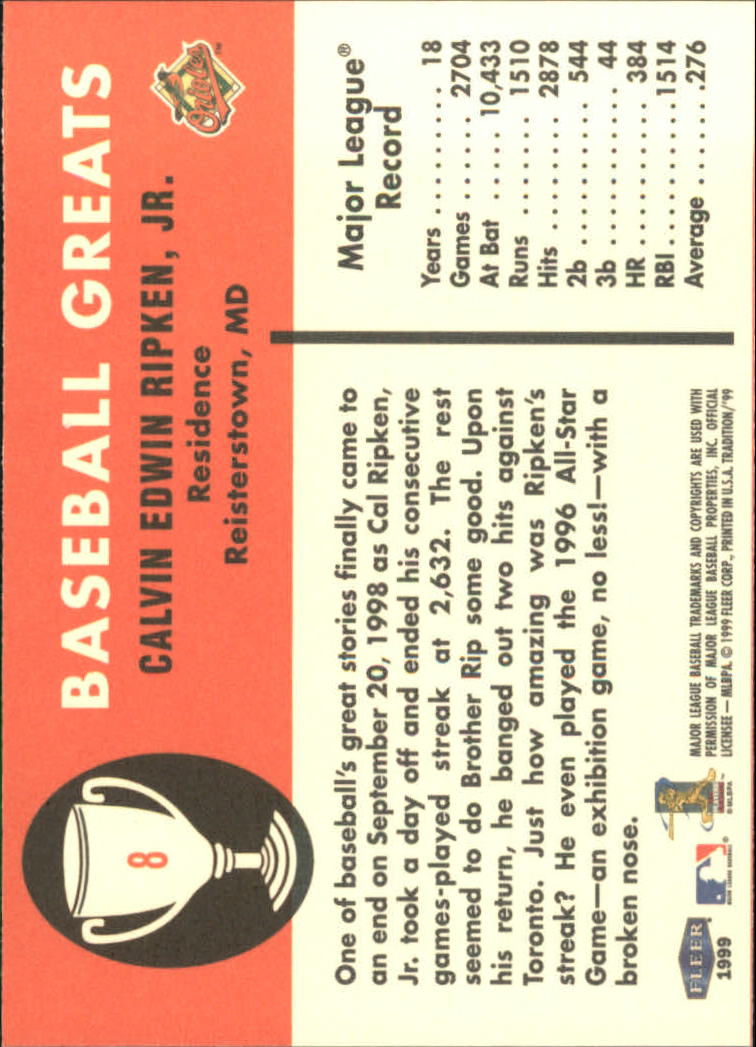 8
BASEBALL GREATS
CALVIN EDWIN RIPKEN, JR.
Residence
Reisterstown, MD
Orioles™
One of baseball's great stories finally came to
an end on September 20, 1998 as Cal Ripken,
Jr. took a day off and ended his consecutive
games-played streak at 2,632. The rest
seemed to do Brother Rip some good. Upon
his return, he banged out two hits against
Toronto. Just how amazing was Ripken's
streak? He even played the 1996 All-Star
Game—an exhibition game, no less!—with a
broken nose.
Major League®
Record
Years . . . . . . . . . . 18
Games . . . . . . . 2704
At Bat . . . . . . 10,433
Runs . . . . . . . 1510
Hits . . . . . . . . 2878
2b . . . . . . . . . . 544
3b . . . . . . . . . . . 44
HR . . . . . . . . . . 384
RBI . . . . . . . . . 1514
Average . . . . . . .276
FLEER®
1999
MAJOR LEAGUE BASEBALL®
© MLBPA
MAJOR LEAGUE BASEBALL TRADEMARKS AND COPYRIGHTS ARE USED WITH
PERMISSION OF MAJOR LEAGUE BASEBALL PROPERTIES, INC. OFFICIAL
LICENSEE — MLBPA. © 1999 FLEER CORP., PRINTED IN U.S.A. TRADITION/'99